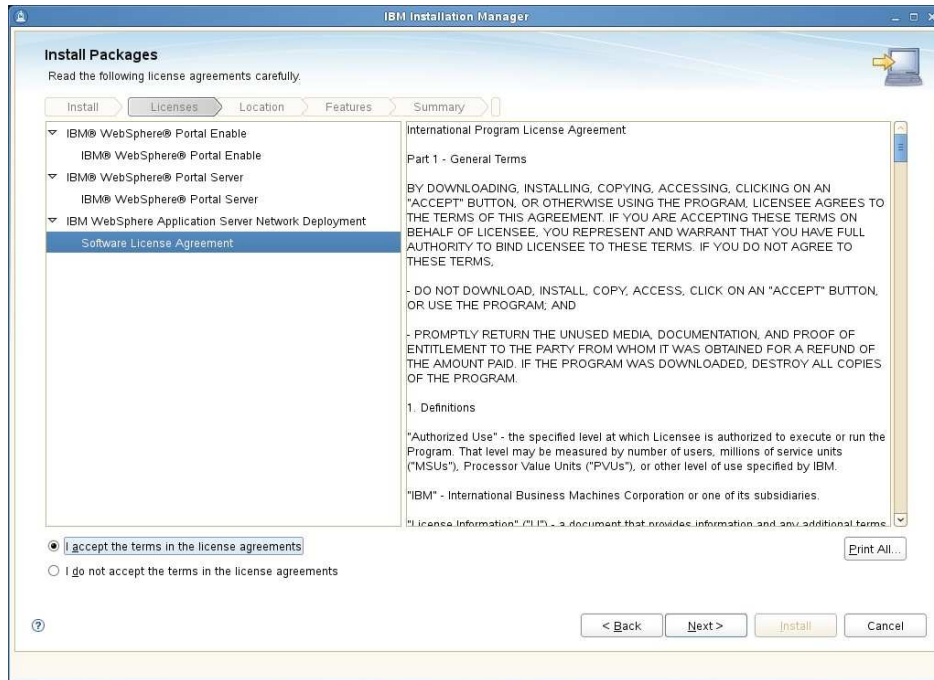 IBM Installation Manager
Install Packages
Read the following license agreements carefully.
Install
Licenses
Location
Features
Summary
IBM® WebSphere® Portal Enable
IBM® WebSphere® Portal Enable
IBM® WebSphere® Portal Server
IBM® WebSphere® Portal Server
IBM WebSphere Application Server Network Deployment
Software License Agreement
International Program License Agreement
Part 1 - General Terms
BY DOWNLOADING, INSTALLING, COPYING, ACCESSING, CLICKING ON AN
"ACCEPT" BUTTON, OR OTHERWISE USING THE PROGRAM, LICENSEE AGREES TO
THE TERMS OF THIS AGREEMENT. IF YOU ARE ACCEPTING THESE TERMS ON
BEHALF OF LICENSEE, YOU REPRESENT AND WARRANT THAT YOU HAVE FULL
AUTHORITY TO BIND LICENSEE TO THESE TERMS. IF YOU DO NOT AGREE TO
THESE TERMS,
- DO NOT DOWNLOAD, INSTALL, COPY, ACCESS, CLICK ON AN "ACCEPT" BUTTON,
OR USE THE PROGRAM; AND
- PROMPTLY RETURN THE UNUSED MEDIA, DOCUMENTATION, AND PROOF OF
ENTITLEMENT TO THE PARTY FROM WHOM IT WAS OBTAINED FOR A REFUND OF
THE AMOUNT PAID. IF THE PROGRAM WAS DOWNLOADED, DESTROY ALL COPIES
OF THE PROGRAM.
1. Definitions
"Authorized Use" - the specified level at which Licensee is authorized to execute or run the
Program. That level may be measured by number of users, millions of service units
("MSUs"), Processor Value Units ("PVUs"), or other level of use specified by IBM.
"IBM" - International Business Machines Corporation or one of its subsidiaries.
"License Information" ("LI") - a document that provides information and any additional terms
I accept the terms in the license agreements
I do not accept the terms in the license agreements
Print All...
?
< Back
Next >
Install
Cancel